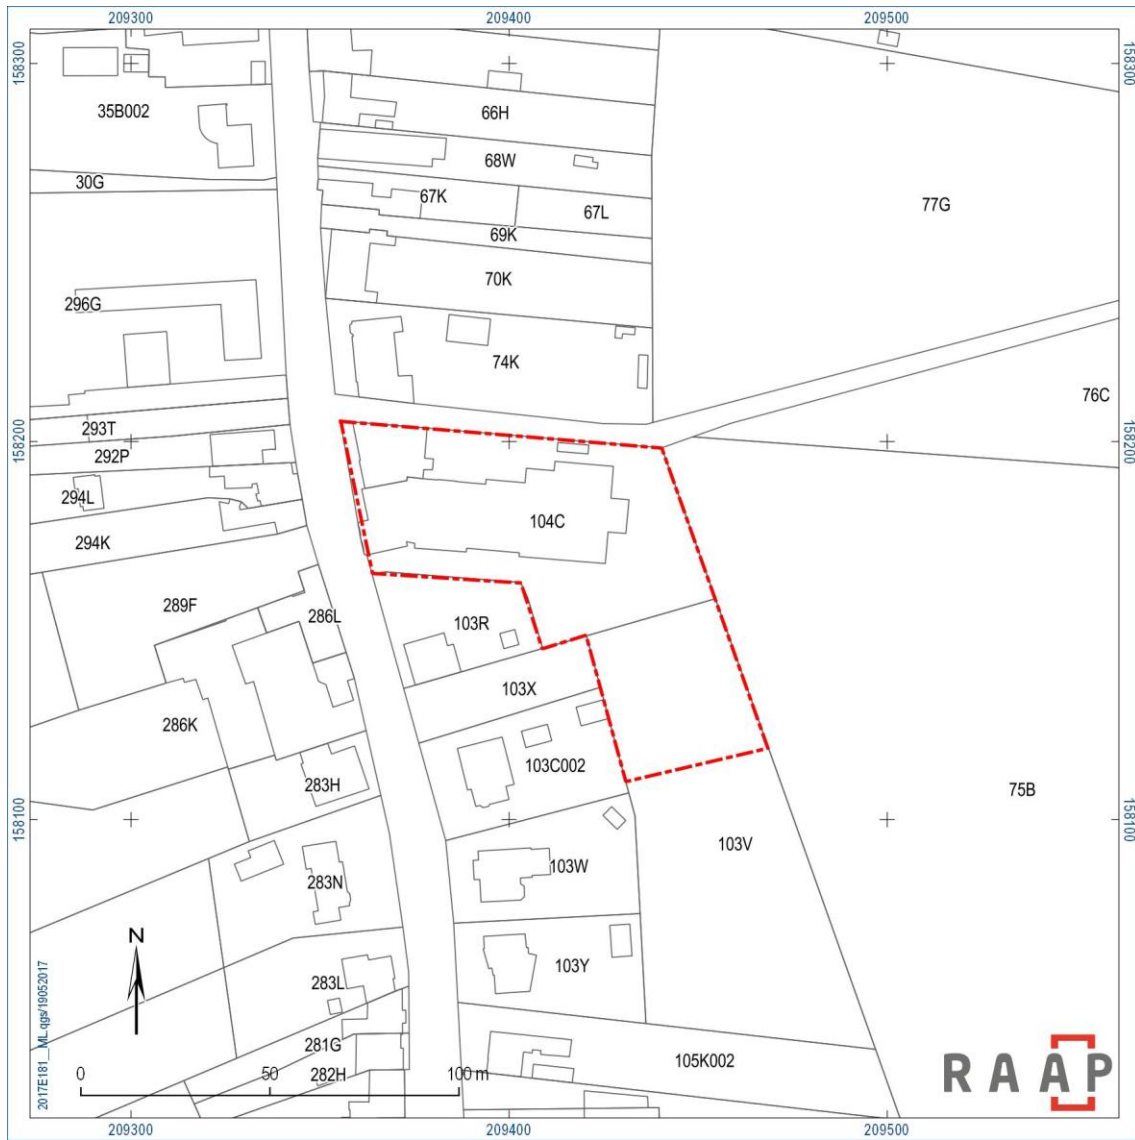 209300 209400 209500
158300 158300
35B002
66H
68W
30G
67K
77G
67L
69K
70K
296G
74K
76C
293T
158200 158200
292P
294L
104C
294K
289F
286L
103R
103X
286K
103C002
283H
75B
158100 158100
103V
103W
283N
N
103Y
283L
2017E181__ML.qgs/19052017
281G
105K002
282H
0 50 100 m
RAAP
209300 209400 209500